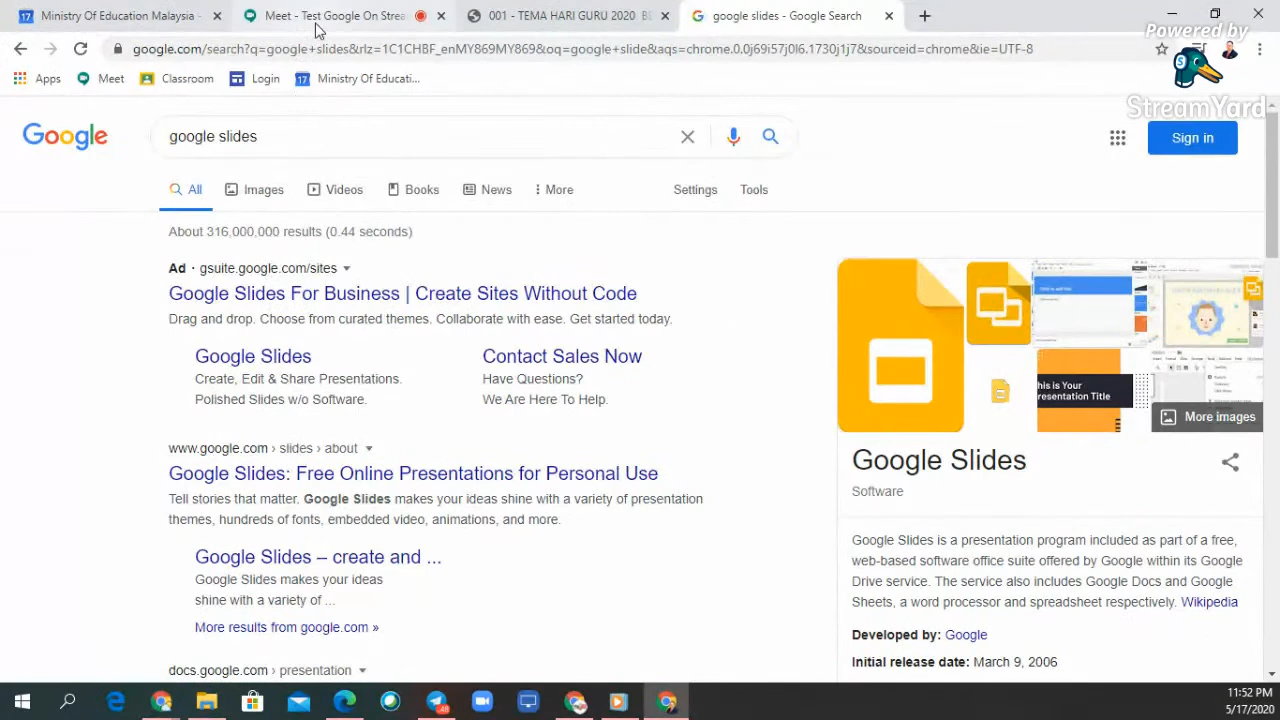 Ministry Of Education Malaysia -
Meet - Test Google On Strea
001 - TEMA HARI GURU 2020
google slides - Google Search
google.com/search?q=google+slides&rlz=1C1CHBF_enMY869MY869&oq=google+slide&aqs=chrome.0.0j69i57j0l6.1730j1j7&sourceid=chrome&ie=UTF-8
Powered by
StreamYard
Apps
Meet
Classroom
Login
Ministry Of Educati...
Google
google slides
Sign in
All
Images
Videos
Books
News
More
Settings
Tools
About 316,000,000 results (0.44 seconds)
Ad · gsuite.google.com/sites
Google Slides For Business | Create Sites Without Code
Drag and drop. Choose from curated themes. Collaborate with ease. Get started today.
Google Slides
Create, Edit & Share Presentations.
Polished Slides w/o Software.
Contact Sales Now
Have Questions?
We Are Here To Help.
www.google.com › slides › about
Google Slides: Free Online Presentations for Personal Use
Tell stories that matter. Google Slides makes your ideas shine with a variety of presentation
themes, hundreds of fonts, embedded video, animations, and more.
Google Slides – create and ...
Google Slides makes your ideas
shine with a variety of ...
More results from google.com »
docs.google.com › presentation
his is Your
resentation Title
More images
Google Slides
Software
Google Slides is a presentation program included as part of a free,
web-based software office suite offered by Google within its Google
Drive service. The service also includes Google Docs and Google
Sheets, a word processor and spreadsheet respectively. Wikipedia
Developed by: Google
Initial release date: March 9, 2006
11:52 PM
5/17/2020